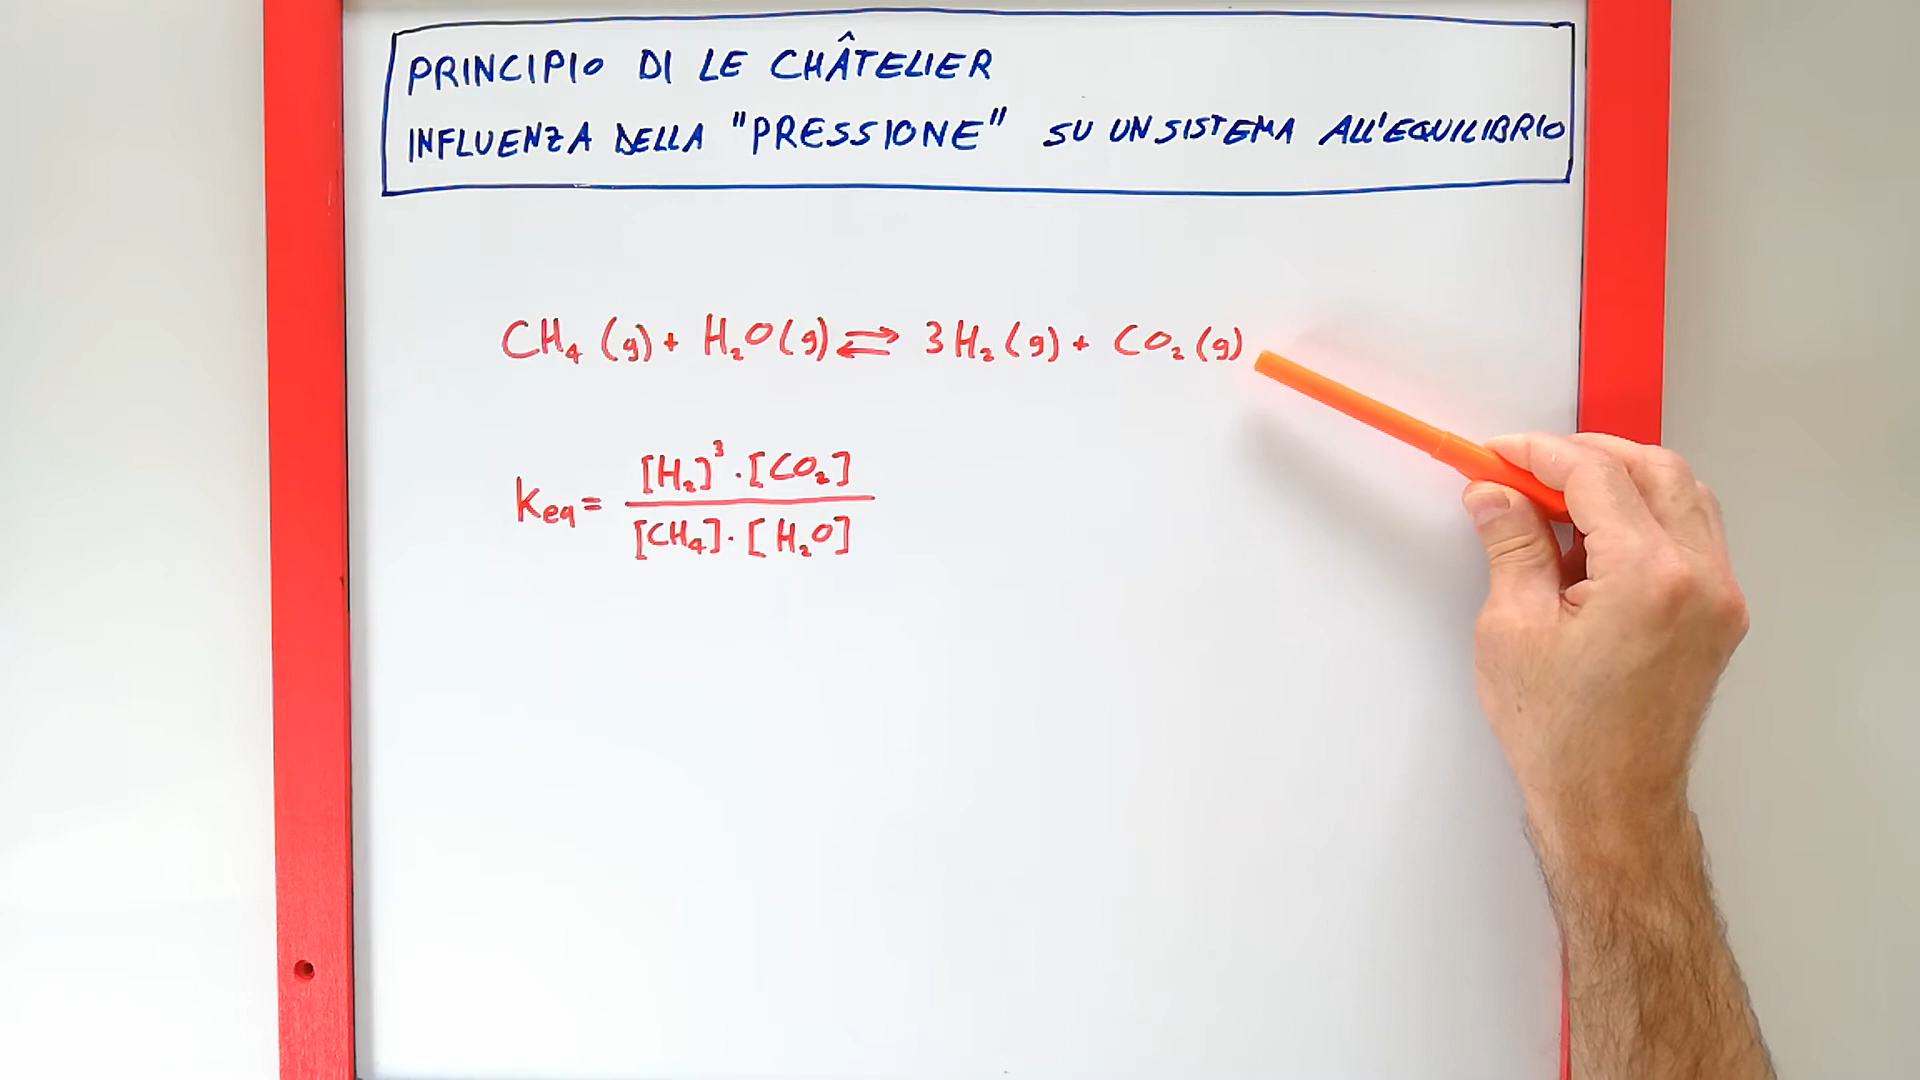 PRINCIPIO DI LE CHÂTELIER
INFLUENZA DELLA "PRESSIONE" SU UN SISTEMA ALL'EQUILIBRIO
CH₄ (g) + H₂O (g) ⇄ 3 H₂ (g) + CO₂ (g)
[H₂]³ · [CO₂]
Keq =
[CH₄] · [H₂O]